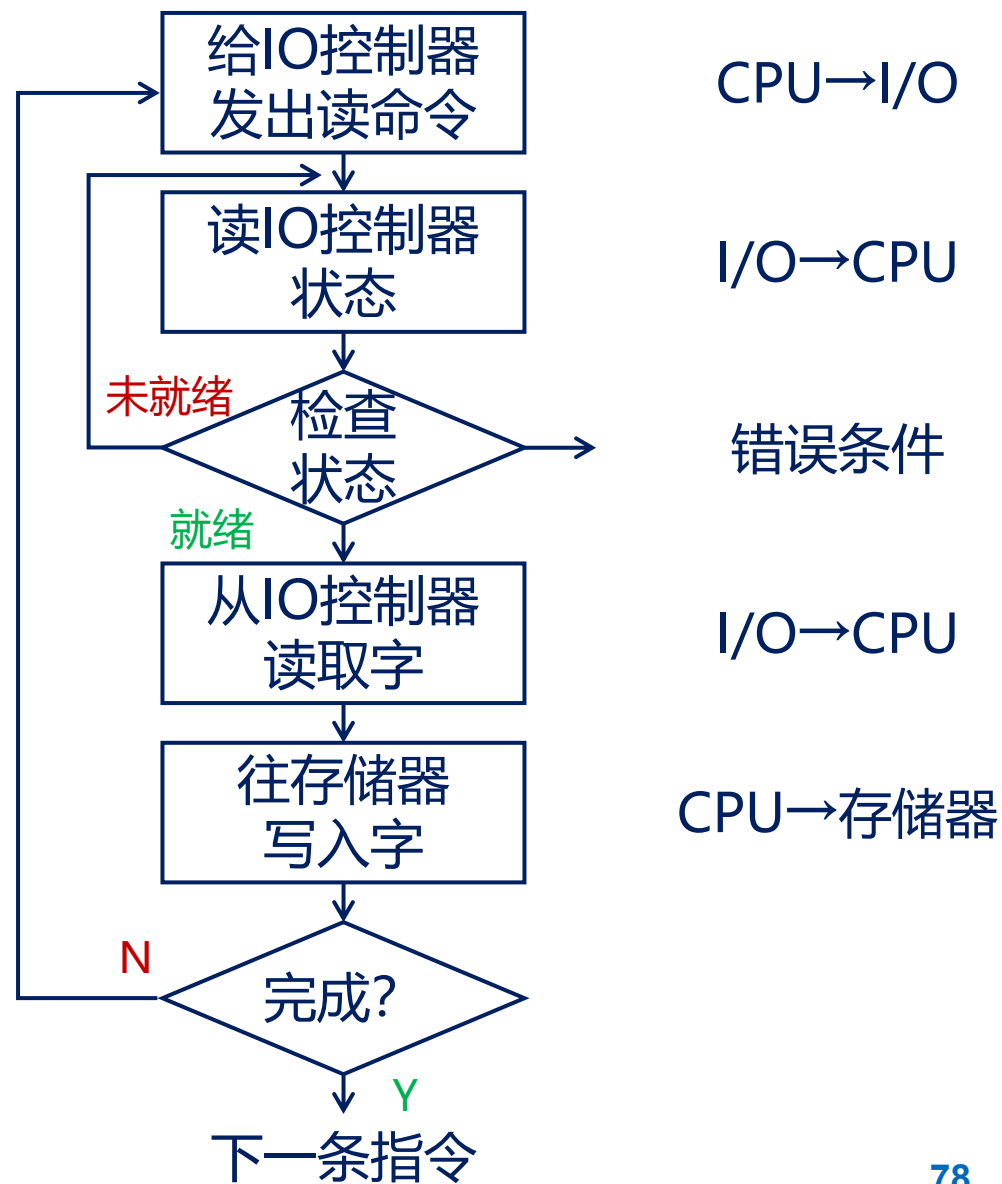 给IO控制器
发出读命令
CPU→I/O
读IO控制器
状态
I/O→CPU
未就绪
检查
状态
错误条件
就绪
从IO控制器
读取字
I/O→CPU
往存储器
写入字
CPU→存储器
N
完成?
Y
下一条指令
78